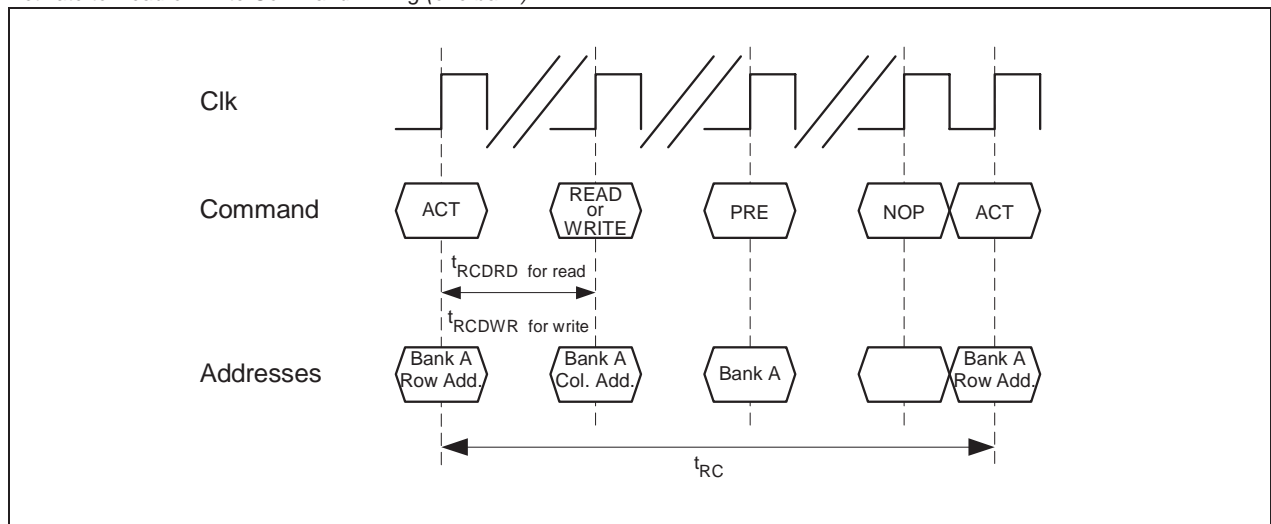 Clk
Command
ACT
READ
or
WRITE
PRE
NOP
ACT
tRCDRD for read
tRCDWR for write
Addresses
Bank A
Row Add.
Bank A
Col. Add.
Bank A
Bank A
Row Add.
tRC